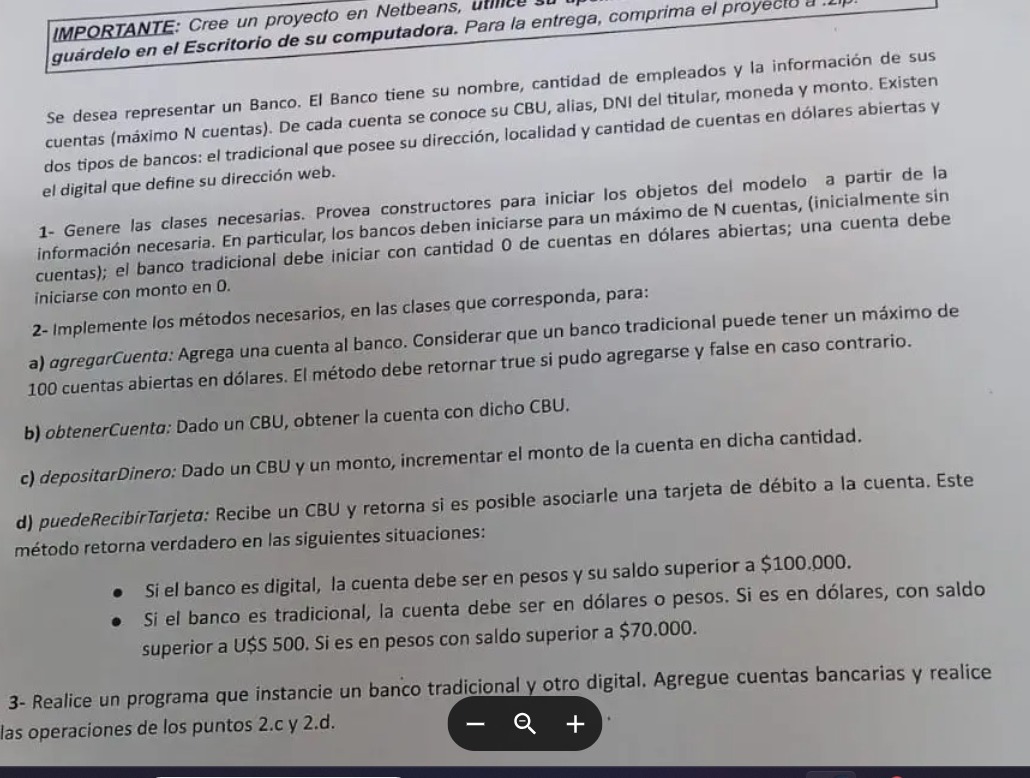 IMPORTANTE: Cree un proyecto en Netbeans, utilice su
guárdelo en el Escritorio de su computadora. Para la entrega, comprima el proyecto a .zip.
Se desea representar un Banco. El Banco tiene su nombre, cantidad de empleados y la información de sus
cuentas (máximo N cuentas). De cada cuenta se conoce su CBU, alias, DNI del titular, moneda y monto. Existen
dos tipos de bancos: el tradicional que posee su dirección, localidad y cantidad de cuentas en dólares abiertas y
el digital que define su dirección web.
1- Genere las clases necesarias. Provea constructores para iniciar los objetos del modelo a partir de la
información necesaria. En particular, los bancos deben iniciarse para un máximo de N cuentas, (inicialmente sin
cuentas); el banco tradicional debe iniciar con cantidad 0 de cuentas en dólares abiertas; una cuenta debe
iniciarse con monto en 0.
2- Implemente los métodos necesarios, en las clases que corresponda, para:
a) agregarCuenta: Agrega una cuenta al banco. Considerar que un banco tradicional puede tener un máximo de
100 cuentas abiertas en dólares. El método debe retornar true si pudo agregarse y false en caso contrario.
b) obtenerCuenta: Dado un CBU, obtener la cuenta con dicho CBU.
c) depositarDinero: Dado un CBU y un monto, incrementar el monto de la cuenta en dicha cantidad.
d) puedeRecibirTarjeta: Recibe un CBU y retorna si es posible asociarle una tarjeta de débito a la cuenta. Este
método retorna verdadero en las siguientes situaciones:
• Si el banco es digital, la cuenta debe ser en pesos y su saldo superior a $100.000.
• Si el banco es tradicional, la cuenta debe ser en dólares o pesos. Si es en dólares, con saldo
superior a U$S 500. Si es en pesos con saldo superior a $70.000.
3- Realice un programa que instancie un banco tradicional y otro digital. Agregue cuentas bancarias y realice
las operaciones de los puntos 2.c y 2.d.